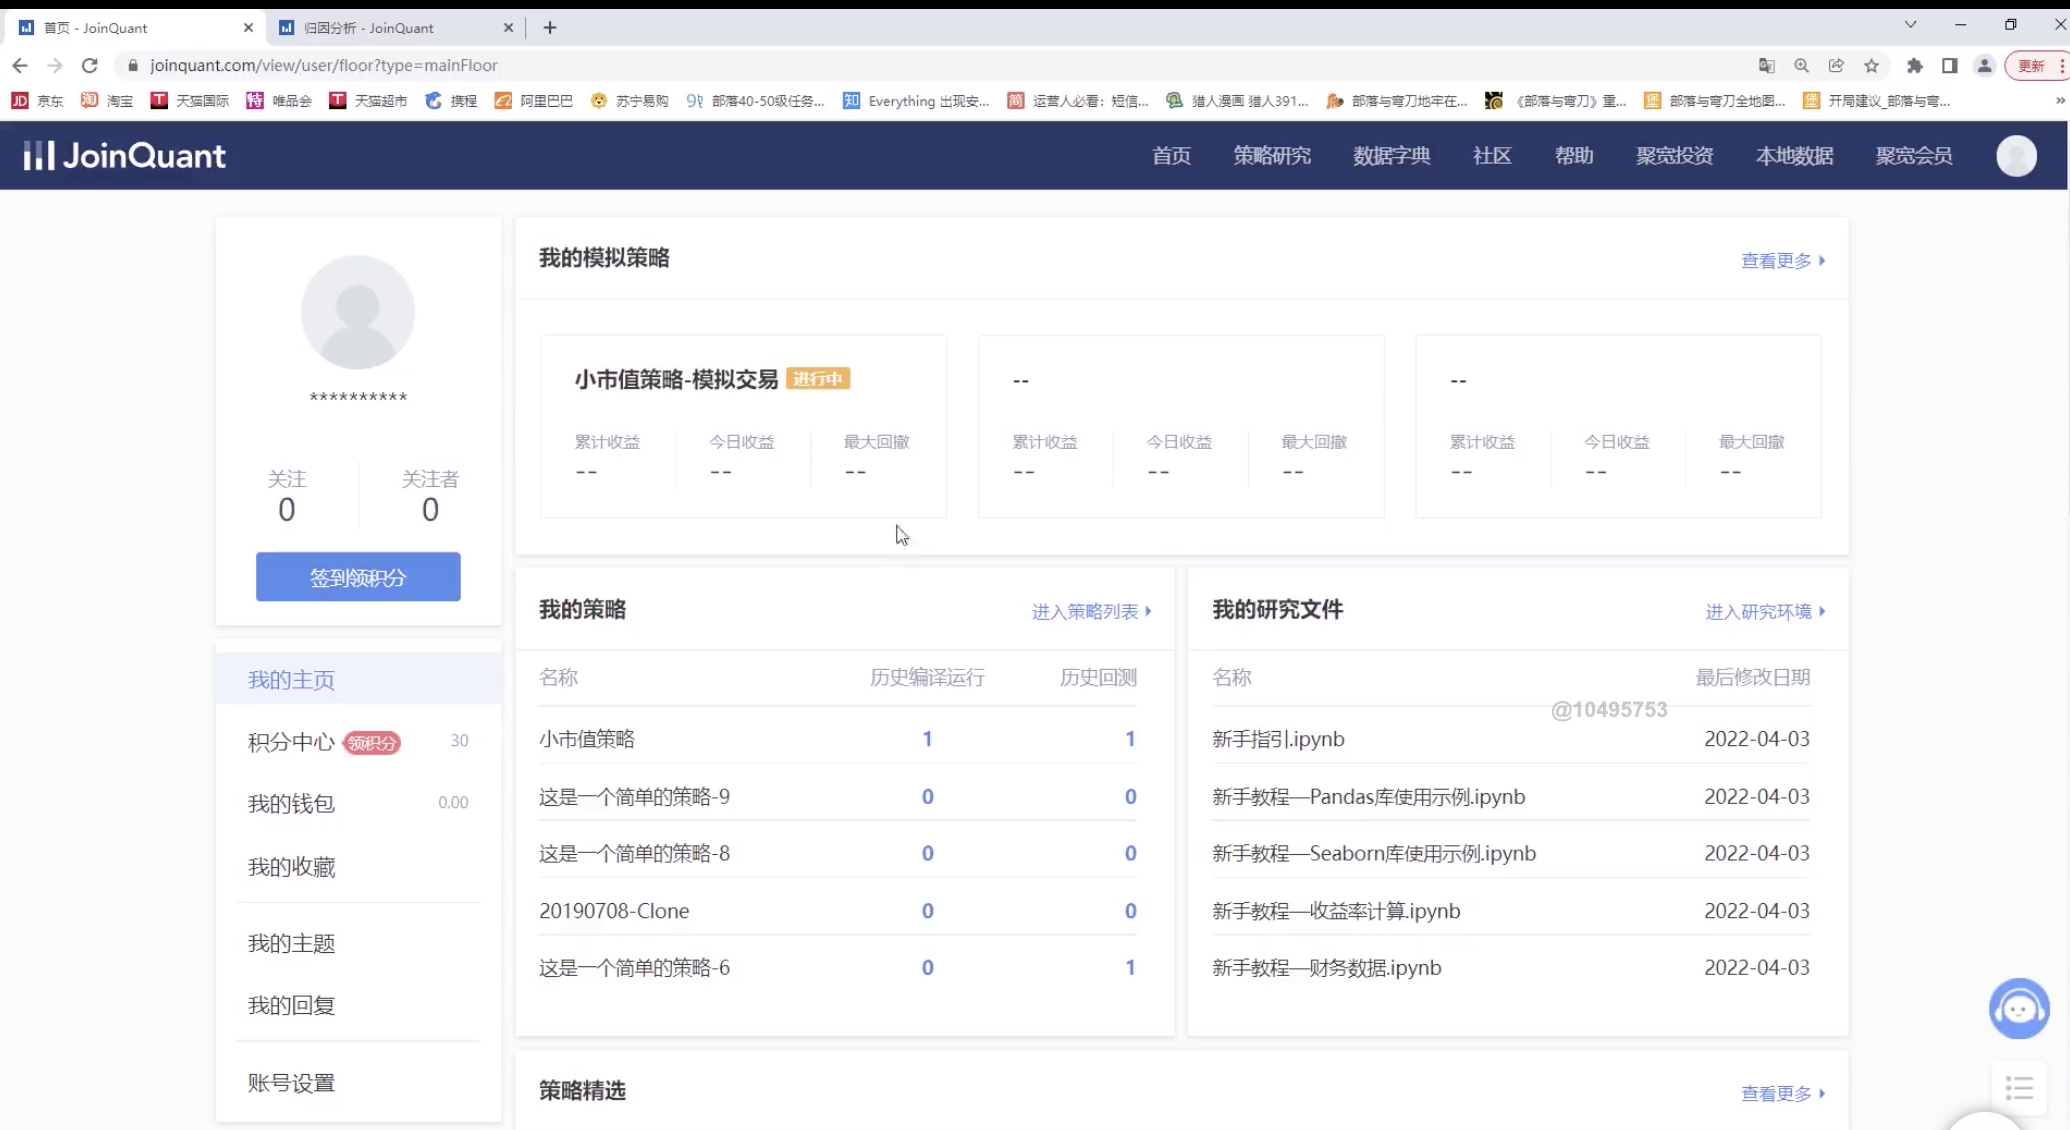 首页 - JoinQuant
归因分析 - JoinQuant
joinquant.com/view/user/floor?type=mainFloor
更新
JD 京东
淘 淘宝
T 天猫国际
特 唯品会
T 天猫超市
携程
阿里巴巴
苏宁易购
部落40-50级任务...
知 Everything 出现安...
简 运营人必看：短信...
猎人漫画 猎人391...
部落与弯刀地牢在...
《部落与弯刀》重...
堡 部落与弯刀全地图...
堡 开局建议_部落与弯...
JoinQuant
首页
策略研究
数据字典
社区
帮助
聚宽投资
本地数据
聚宽会员
**********
关注
0
关注者
0
签到领积分
我的主页
积分中心 领积分 30
我的钱包 0.00
我的收藏
我的主题
我的回复
账号设置
我的模拟策略
查看更多
小市值策略-模拟交易 进行中
累计收益 今日收益 最大回撤
-- -- --
--
累计收益 今日收益 最大回撤
-- -- --
--
累计收益 今日收益 最大回撤
-- -- --
我的策略
进入策略列表
名称 历史编译运行 历史回测
小市值策略 1 1
这是一个简单的策略-9 0 0
这是一个简单的策略-8 0 0
20190708-Clone 0 0
这是一个简单的策略-6 0 1
我的研究文件
进入研究环境
名称 最后修改日期
@10495753
新手指引.ipynb 2022-04-03
新手教程—Pandas库使用示例.ipynb 2022-04-03
新手教程—Seaborn库使用示例.ipynb 2022-04-03
新手教程—收益率计算.ipynb 2022-04-03
新手教程—财务数据.ipynb 2022-04-03
策略精选
查看更多